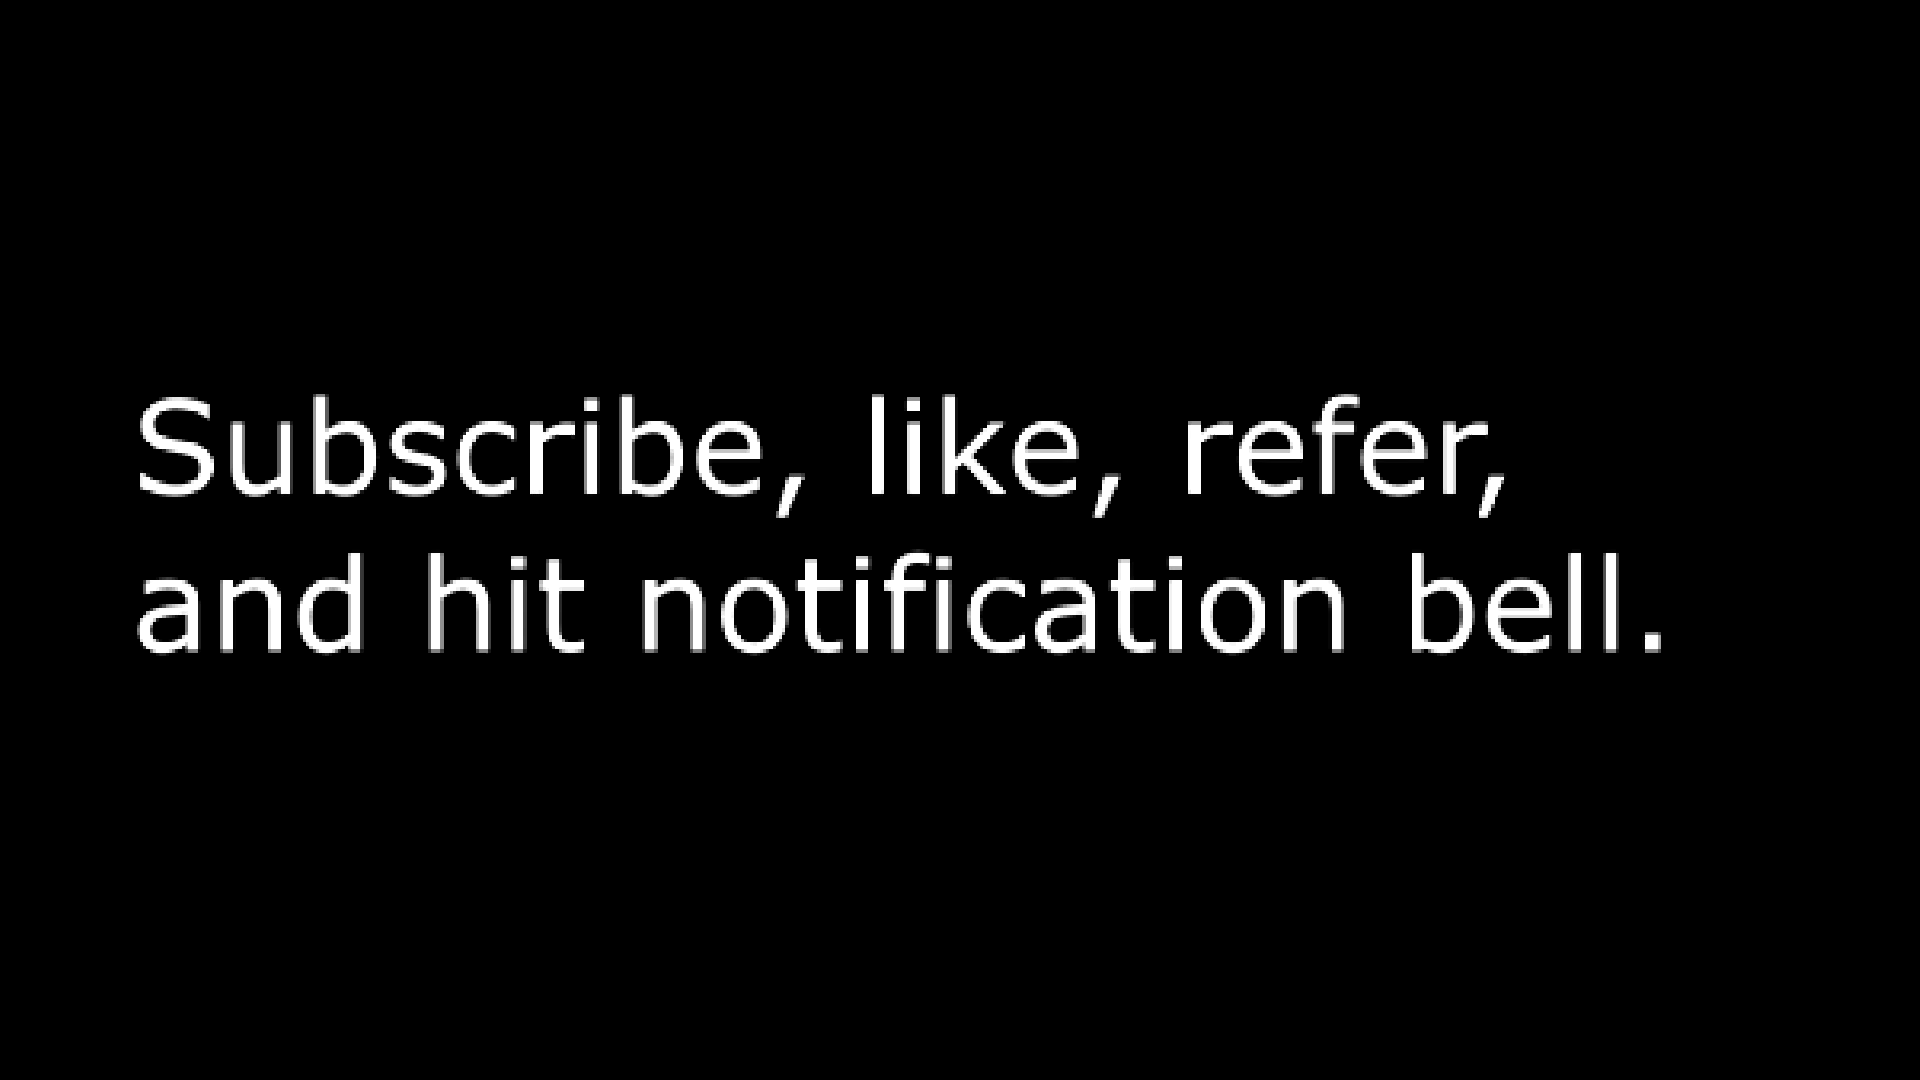 Subscribe, like, refer,
and hit notification bell.